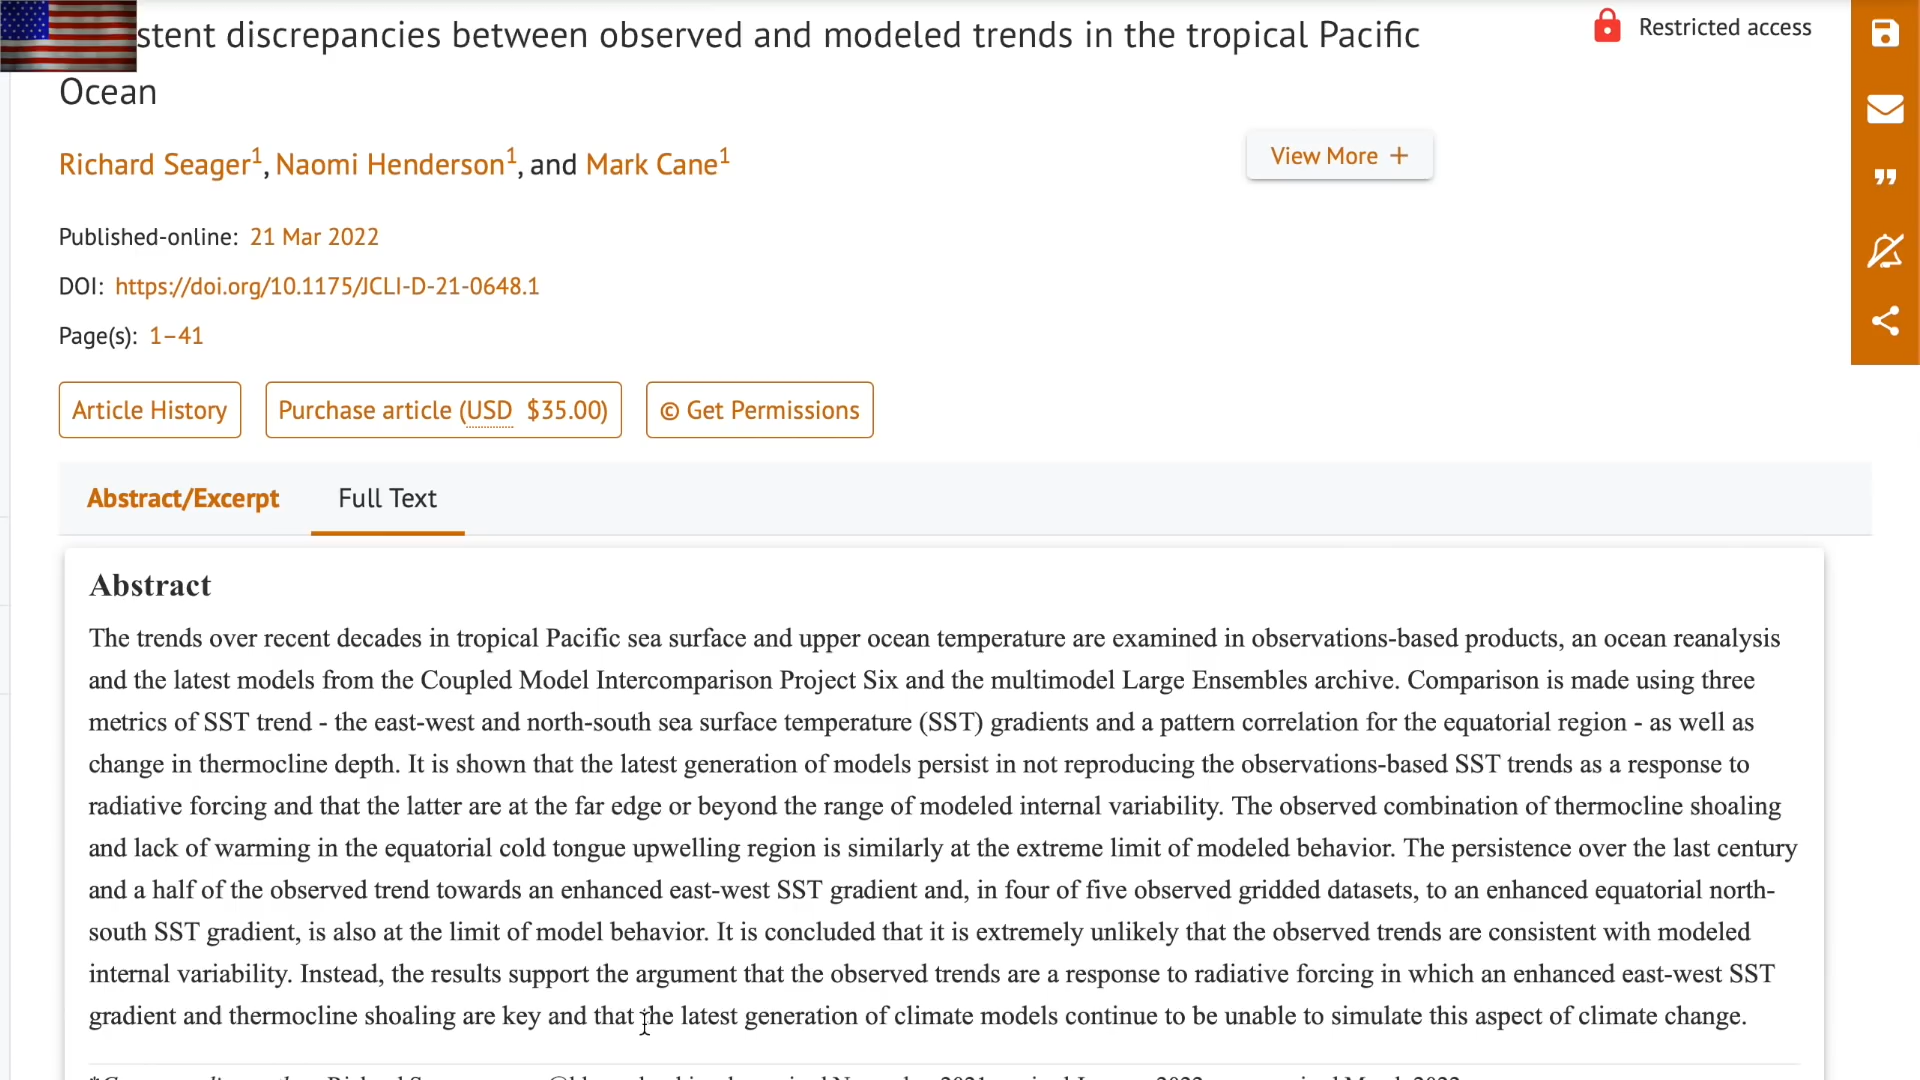 stent discrepancies between observed and modeled trends in the tropical Pacific
Ocean
Restricted access
Richard Seager1, Naomi Henderson1, and Mark Cane1
View More +
Published-online: 21 Mar 2022
DOI: https://doi.org/10.1175/JCLI-D-21-0648.1
Page(s): 1–41
Article History
Purchase article (USD $35.00)
© Get Permissions
Abstract/Excerpt
Full Text
Abstract
The trends over recent decades in tropical Pacific sea surface and upper ocean temperature are examined in observations-based products, an ocean reanalysis
and the latest models from the Coupled Model Intercomparison Project Six and the multimodel Large Ensembles archive. Comparison is made using three
metrics of SST trend - the east-west and north-south sea surface temperature (SST) gradients and a pattern correlation for the equatorial region - as well as
change in thermocline depth. It is shown that the latest generation of models persist in not reproducing the observations-based SST trends as a response to
radiative forcing and that the latter are at the far edge or beyond the range of modeled internal variability. The observed combination of thermocline shoaling
and lack of warming in the equatorial cold tongue upwelling region is similarly at the extreme limit of modeled behavior. The persistence over the last century
and a half of the observed trend towards an enhanced east-west SST gradient and, in four of five observed gridded datasets, to an enhanced equatorial north-
south SST gradient, is also at the limit of model behavior. It is concluded that it is extremely unlikely that the observed trends are consistent with modeled
internal variability. Instead, the results support the argument that the observed trends are a response to radiative forcing in which an enhanced east-west SST
gradient and thermocline shoaling are key and that the latest generation of climate models continue to be unable to simulate this aspect of climate change.